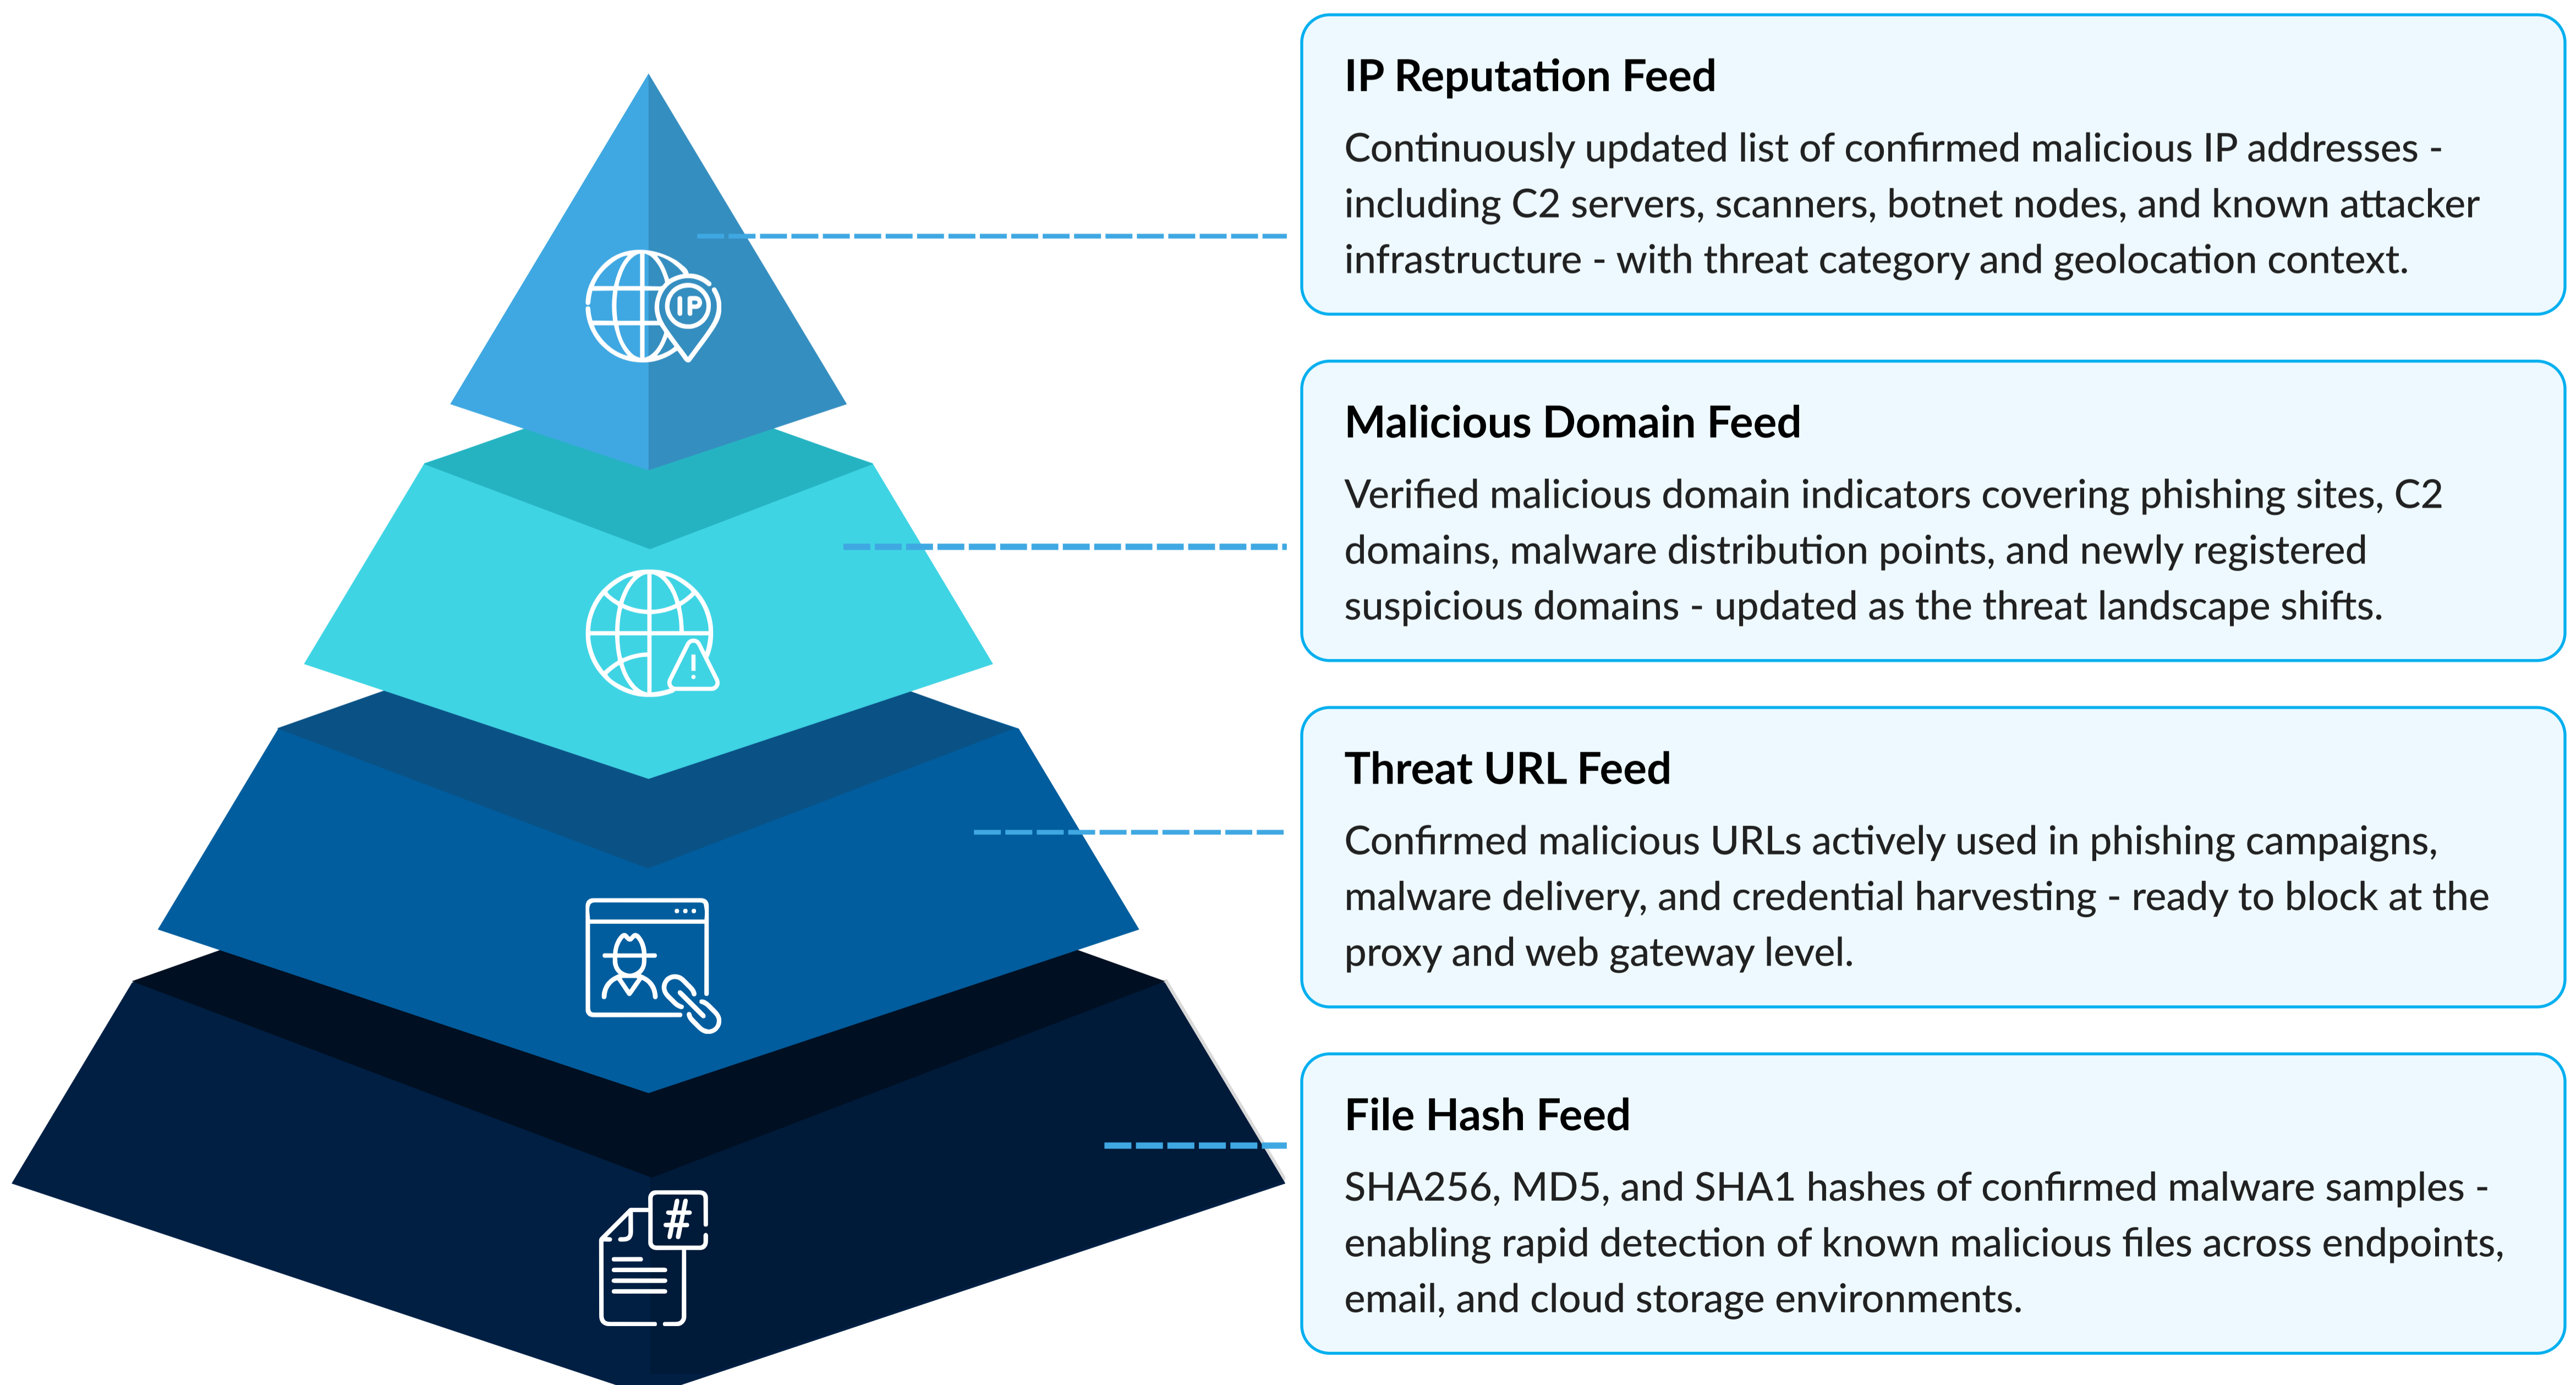 IP Reputation Feed
Continuously updated list of confirmed malicious IP addresses -
including C2 servers, scanners, botnet nodes, and known attacker
infrastructure - with threat category and geolocation context.
IP
Malicious Domain Feed
Verified malicious domain indicators covering phishing sites, C2
domains, malware distribution points, and newly registered
suspicious domains - updated as the threat landscape shifts.
!
Threat URL Feed
Confirmed malicious URLs actively used in phishing campaigns,
malware delivery, and credential harvesting - ready to block at the
proxy and web gateway level.
File Hash Feed
SHA256, MD5, and SHA1 hashes of confirmed malware samples -
enabling rapid detection of known malicious files across endpoints,
email, and cloud storage environments.
#